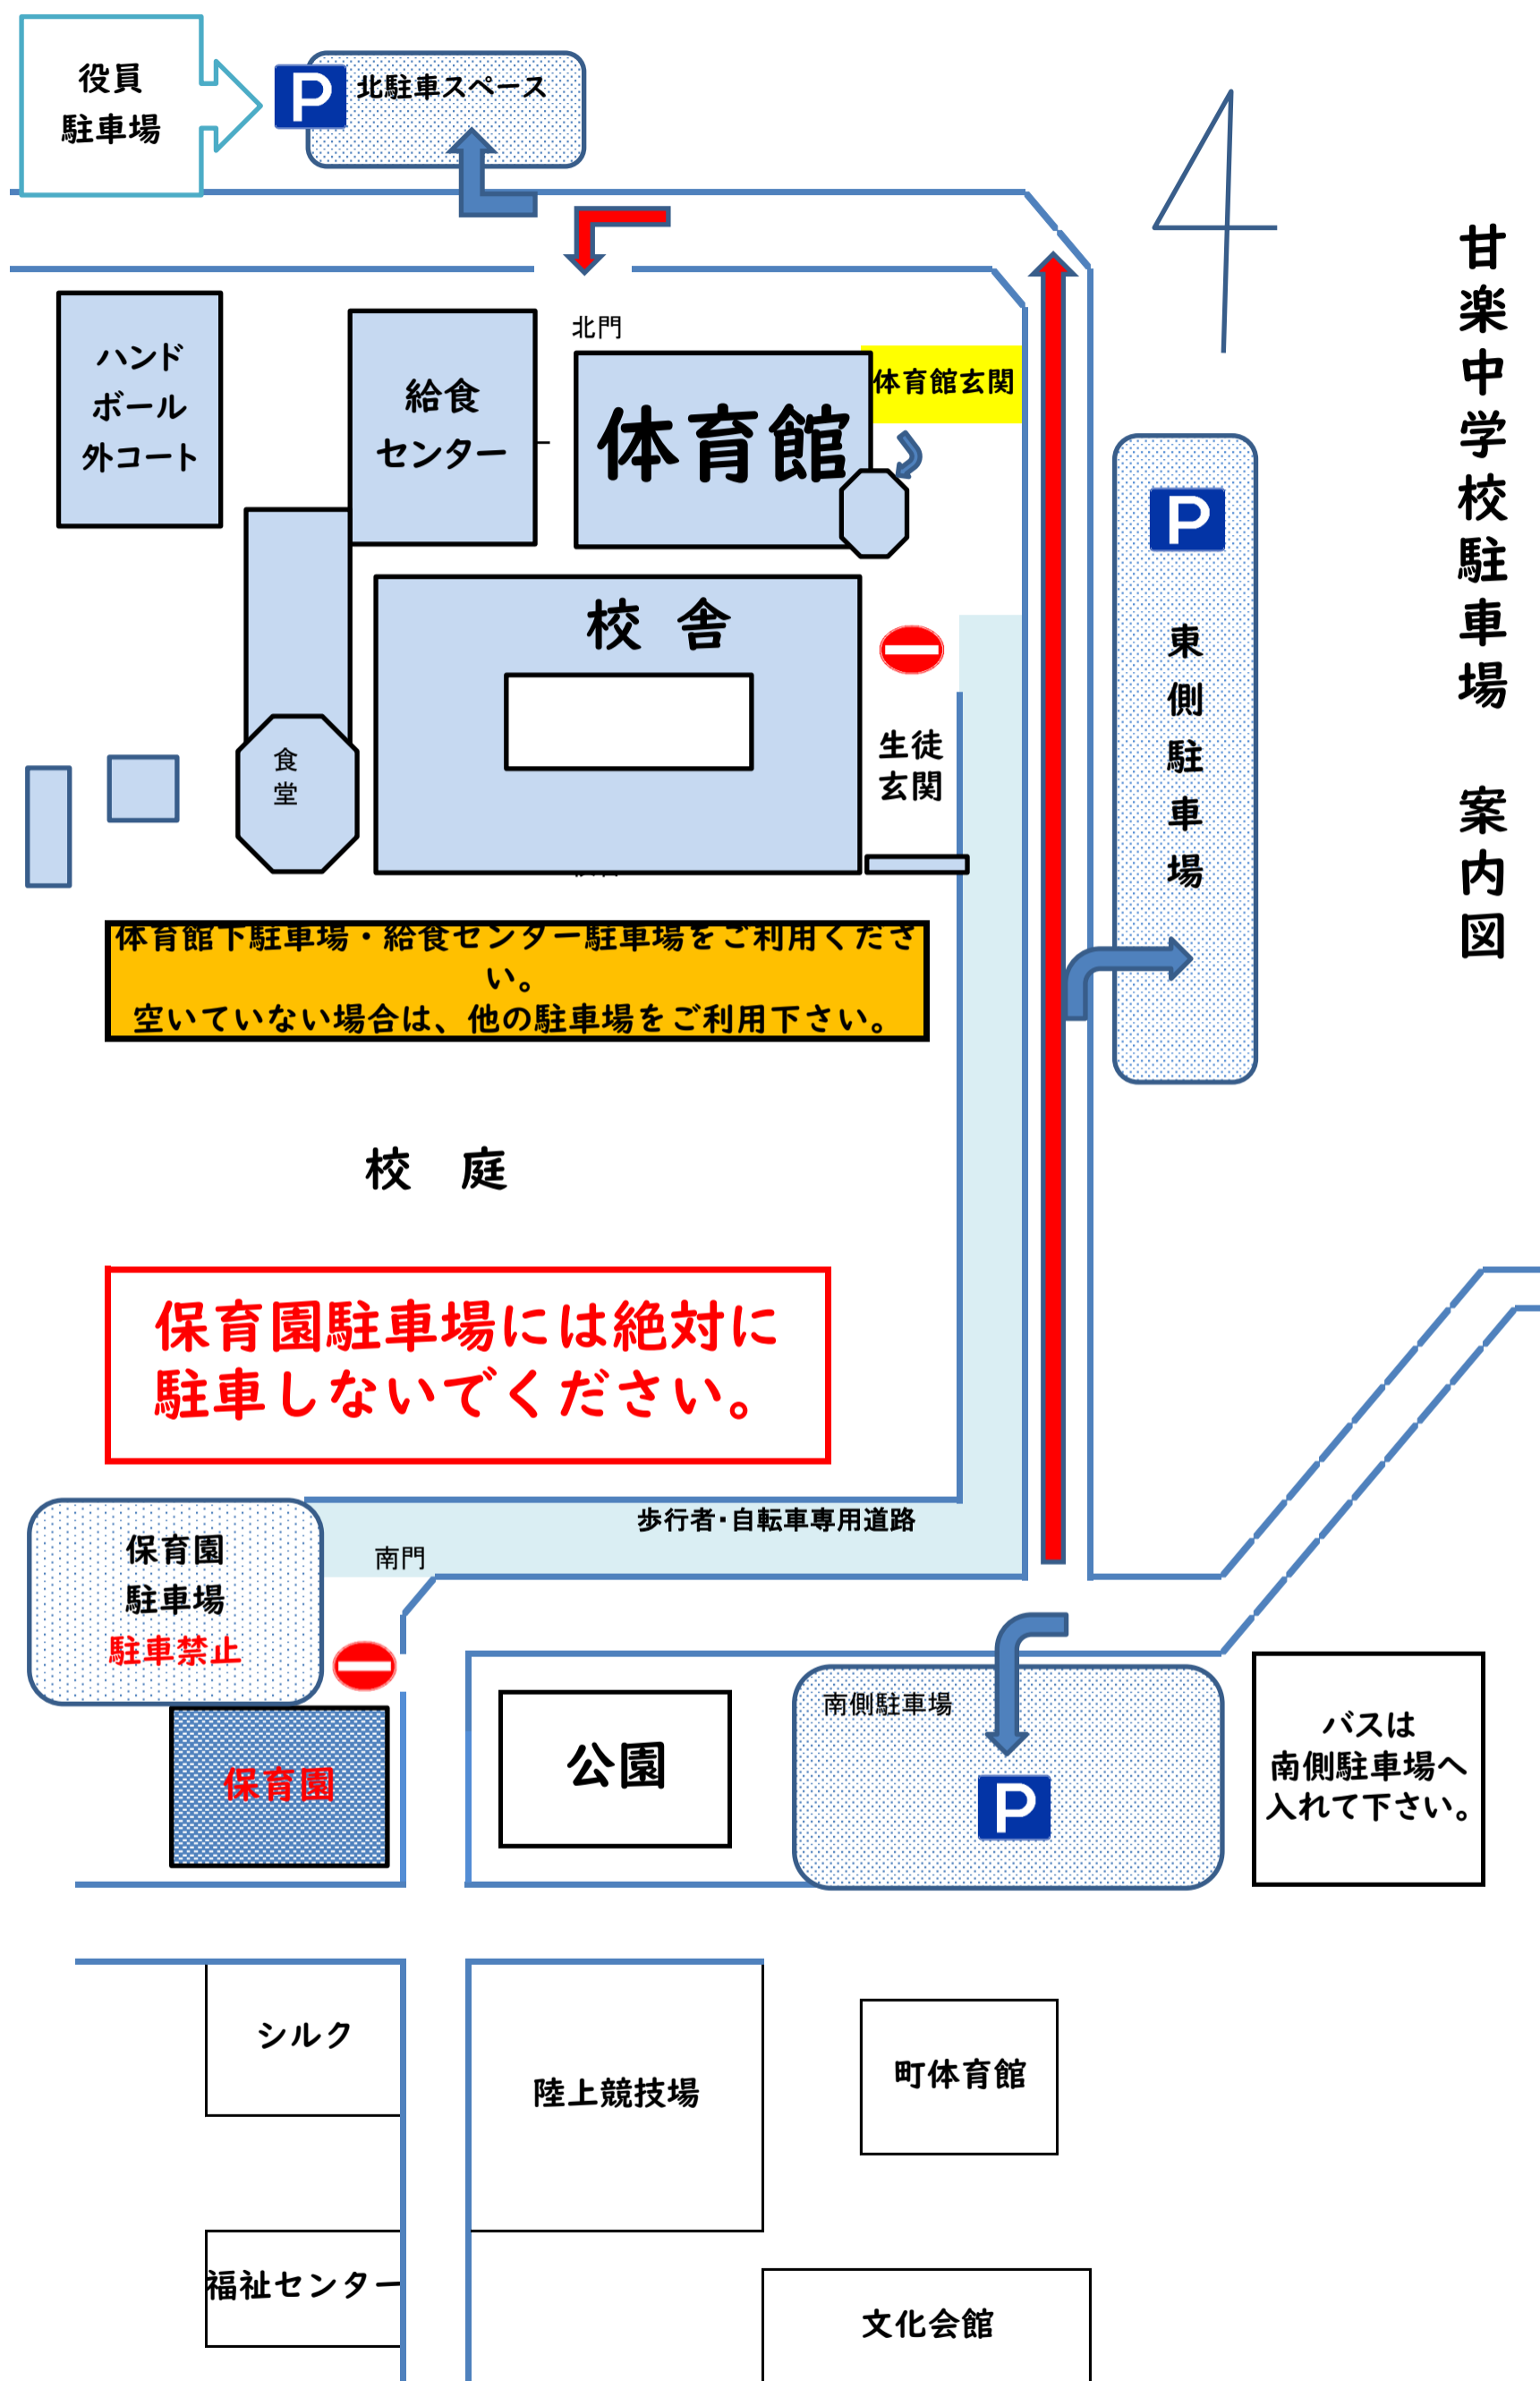 甘楽中学校駐車場　案内図
役員
駐車場
P
北駐車スペース
北門
ハンド
ボール
外コート
給食
センター
体育館
体育館玄関
校 舎
P
東側駐車場
生徒
玄関
食
堂
体育館下駐車場・給食センター駐車場をご利用くださ
い。
空いていない場合は、他の駐車場をご利用下さい。
校　庭
保育園駐車場には絶対に
駐車しないでください。
歩行者・自転車専用道路
南門
保育園
駐車場
駐車禁止
保育園
公園
南側駐車場
P
バスは
南側駐車場へ
入れて下さい。
シルク
陸上競技場
町体育館
福祉センター
文化会館